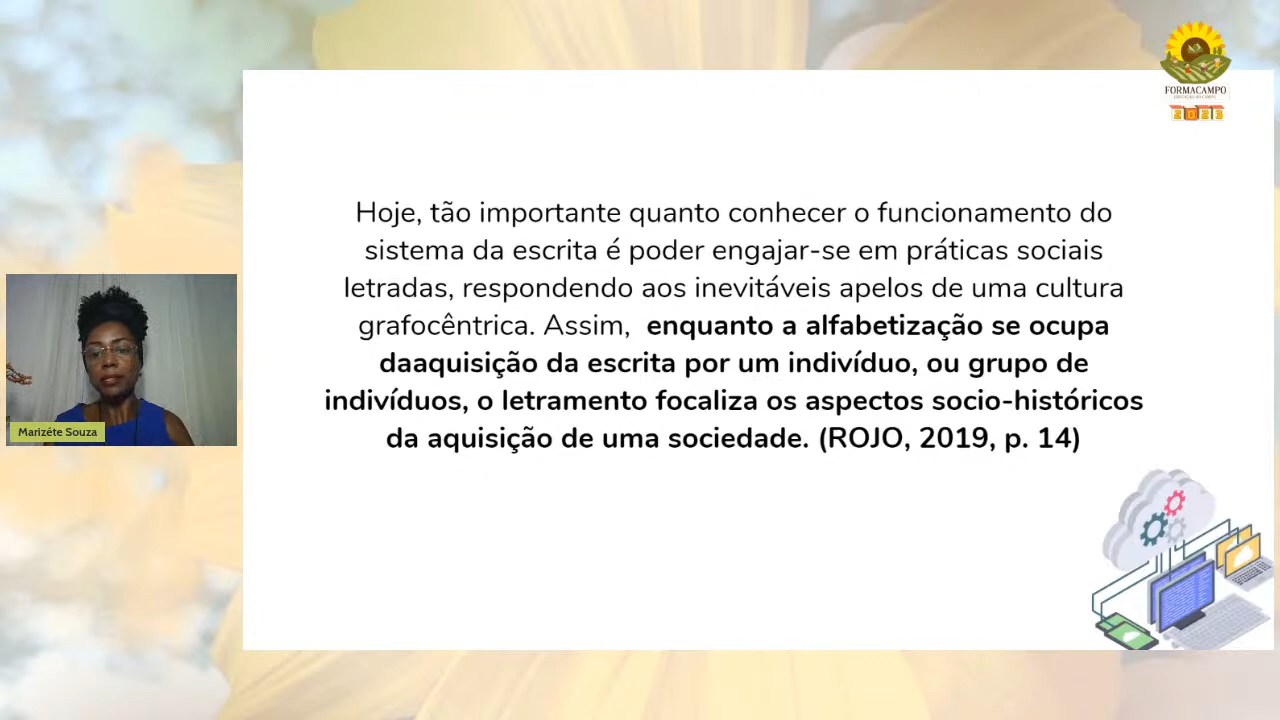 FORMACAMPO
EDUCAÇÃO DO CAMPO
2023
Hoje, tão importante quanto conhecer o funcionamento do
sistema da escrita é poder engajar-se em práticas sociais
letradas, respondendo aos inevitáveis apelos de uma cultura
grafocêntrica. Assim, enquanto a alfabetização se ocupa
daaquisição da escrita por um indivíduo, ou grupo de
indivíduos, o letramento focaliza os aspectos socio-históricos
da aquisição de uma sociedade. (ROJO, 2019, p. 14)
Marizéte Souza